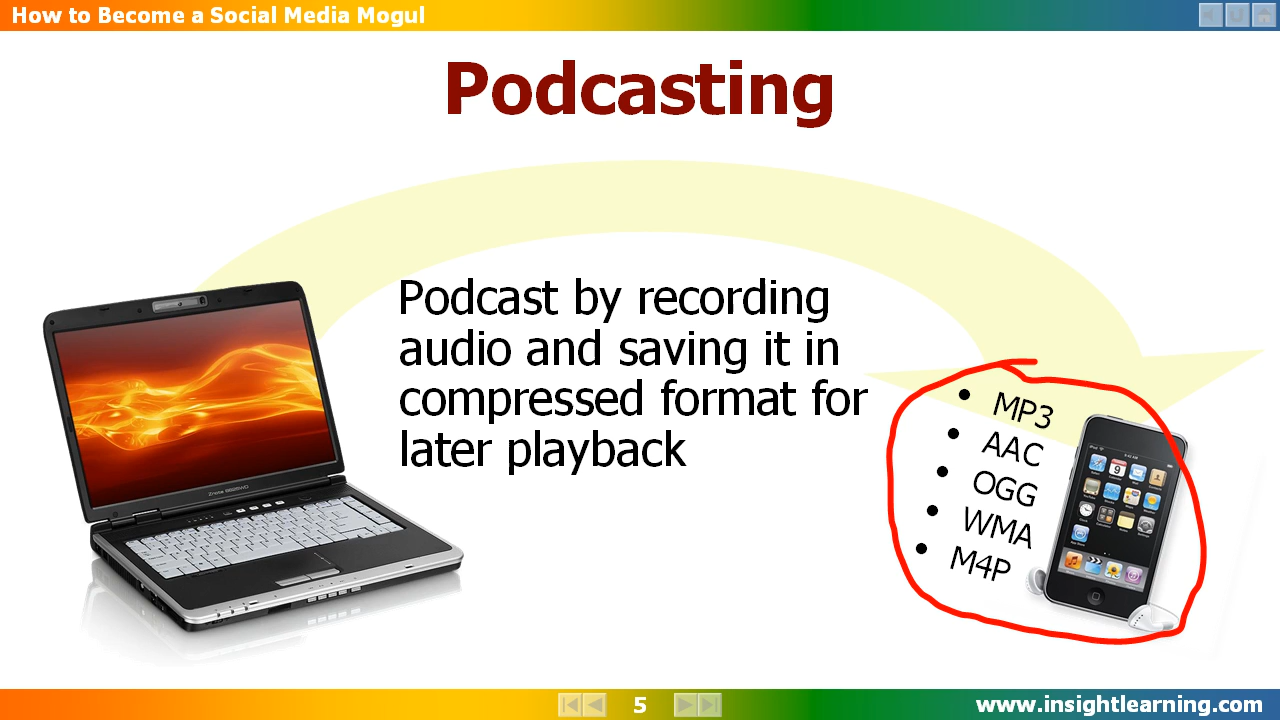 How to Become a Social Media Mogul
Podcasting
Podcast by recording
audio and saving it in
compressed format for
later playback
• MP3
• AAC
• OGG
• WMA
• M4P
5
www.insightlearning.com